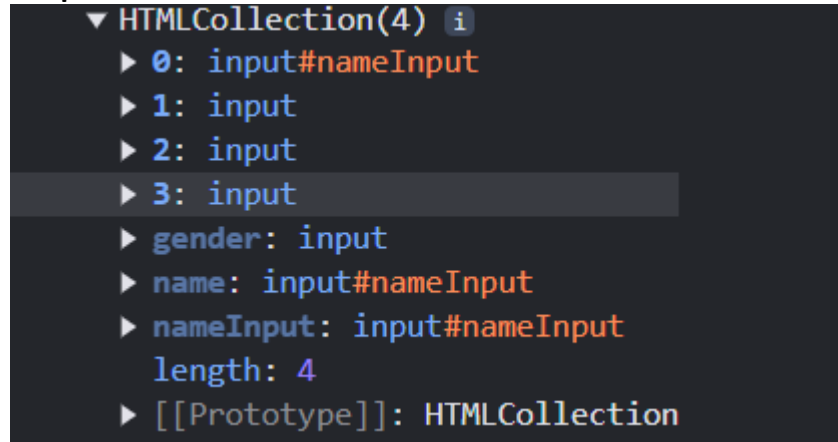 ▼ HTMLCollection(4) i
▶ 0: input#nameInput
▶ 1: input
▶ 2: input
▶ 3: input
▶ gender: input
▶ name: input#nameInput
▶ nameInput: input#nameInput
length: 4
▶ [[Prototype]]: HTMLCollection